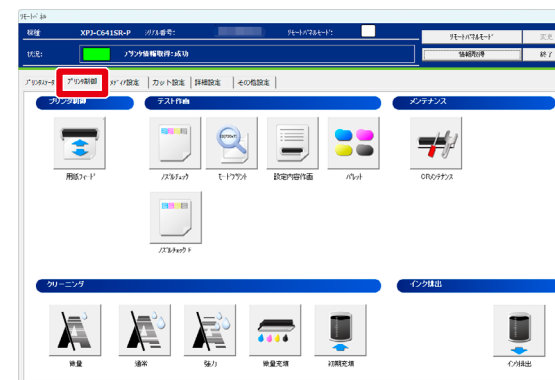 ﾘﾓｰﾄﾊﾟﾈﾙ
機種 XPJ-C641SR-P ｼﾘｱﾙ番号: ﾘﾓｰﾄﾊﾟﾈﾙﾓｰﾄﾞ: ﾘﾓｰﾄﾊﾟﾈﾙﾓｰﾄﾞ 変更
状況: ﾌﾟﾘﾝﾀ情報取得:成功 情報取得 終了
ﾌﾟﾘﾝﾀｽﾃｰﾀ ﾌﾟﾘﾝﾀ制御 ﾒﾃﾞｨｱ設定 カット設定 詳細設定 その他設定
プリンタ制御 テスト作画 メンテナンス
用紙ﾌｨｰﾄﾞ ﾉｽﾞﾙﾁｪｯｸ ﾓｰﾄﾞﾌﾟﾘﾝﾄ 設定内容作画 ﾊﾟﾚｯﾄ CRﾒﾝﾃﾅﾝｽ
ﾉｽﾞﾙﾁｪｯｸ
クリーニング インク排出
微量 通常 強力 微量充填 初期充填 ｲﾝｸ排出